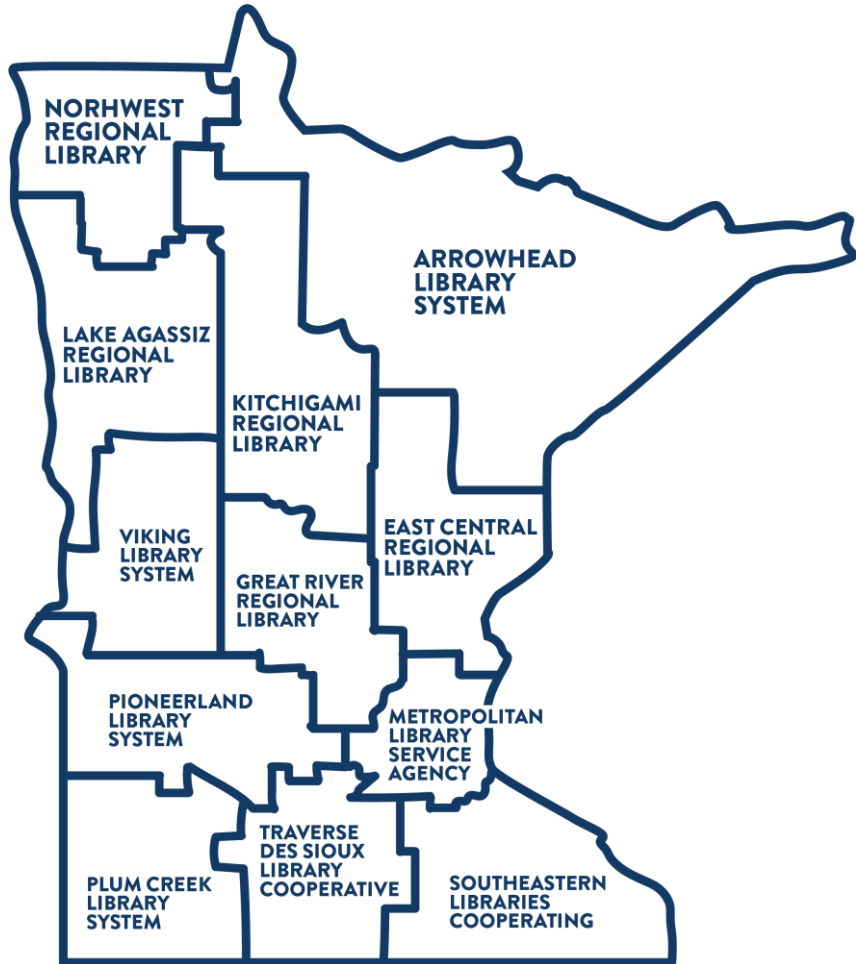 NORHWEST
REGIONAL
LIBRARY
ARROWHEAD
LIBRARY
SYSTEM
LAKE AGASSIZ
REGIONAL
LIBRARY
KITCHIGAMI
REGIONAL
LIBRARY
VIKING
LIBRARY
SYSTEM
EAST CENTRAL
REGIONAL
LIBRARY
GREAT RIVER
REGIONAL
LIBRARY
PIONEERLAND
LIBRARY
SYSTEM
METROPOLITAN
LIBRARY
SERVICE
AGENCY
PLUM CREEK
LIBRARY
SYSTEM
TRAVERSE
DES SIOUX
LIBRARY
COOPERATIVE
SOUTHEASTERN
LIBRARIES
COOPERATING